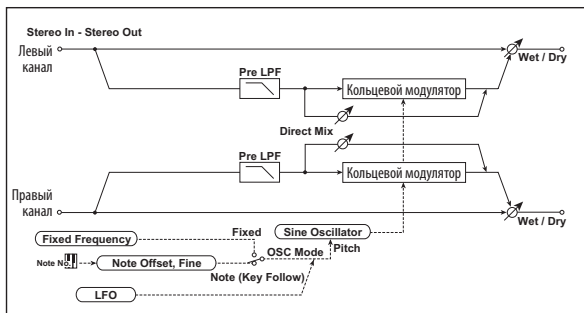 Stereo In - Stereo Out
Левый
канал
Wet / Dry
Pre LPF
Кольцевой модулятор
Direct Mix
Pre LPF
Кольцевой модулятор
Правый
канал
Wet / Dry
Fixed
Fixed Frequency
Sine Oscillator
OSC Mode
Pitch
Note No.
Note Offset, Fine
Note (Key Follow)
LFO